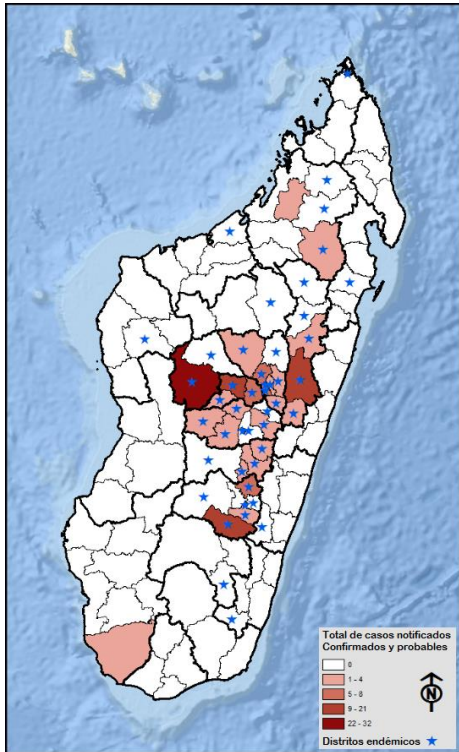 Total de casos notificados
Confirmados y probables
0
1 - 4
5 - 8
9 - 21
22 - 32
N
Distritos endémicos